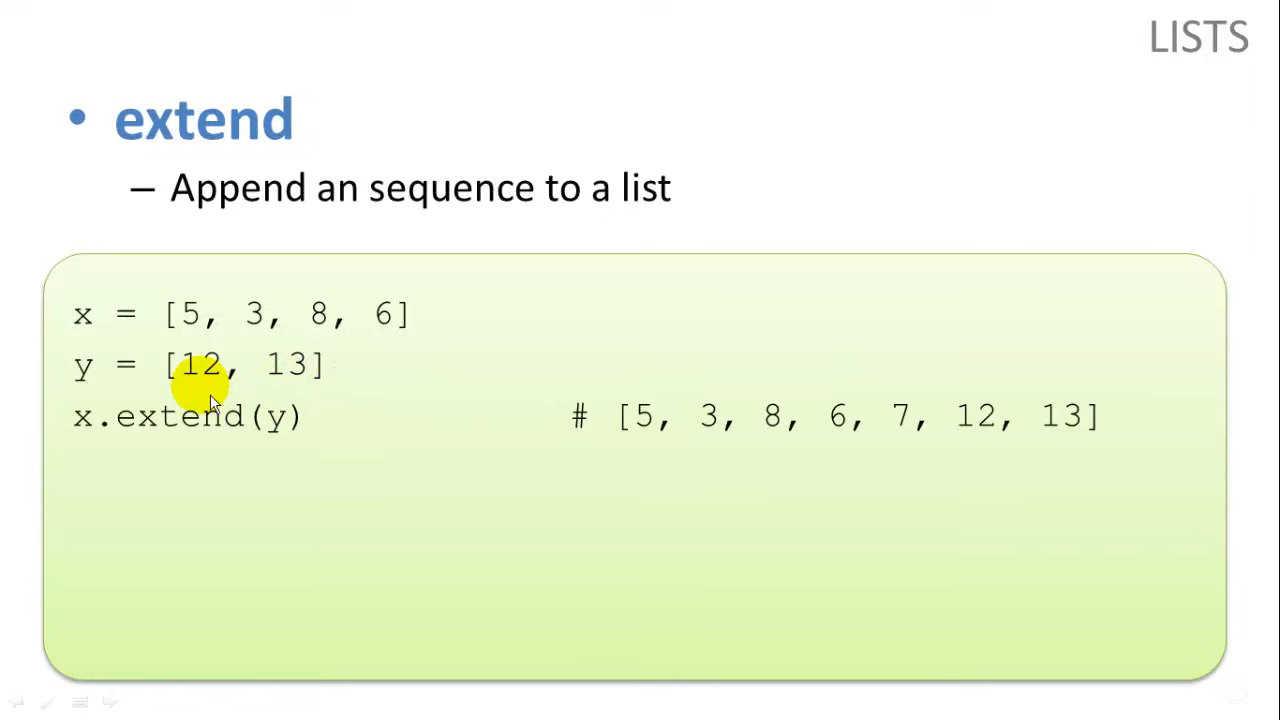 LISTS
• extend
– Append an sequence to a list
x = [5, 3, 8, 6]
y = [12, 13]
x.extend(y) # [5, 3, 8, 6, 7, 12, 13]